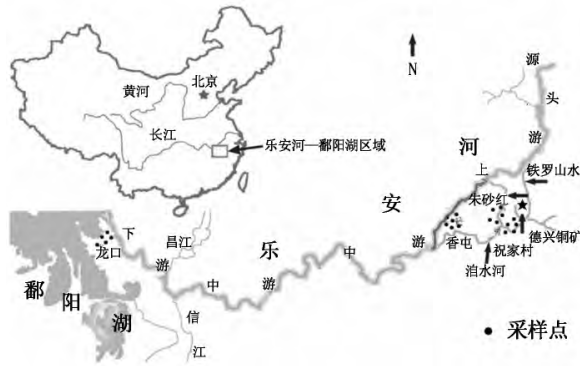 黄河
北京
长江
乐安河—鄱阳湖区域
N
源
头
游
上
河
铁罗山水
朱砂红
安
德兴铜矿
香屯
祝家村
洎水河
游
中
乐
昌江
下
游
龙口
中
游
鄱
阳
湖
信
江
采样点